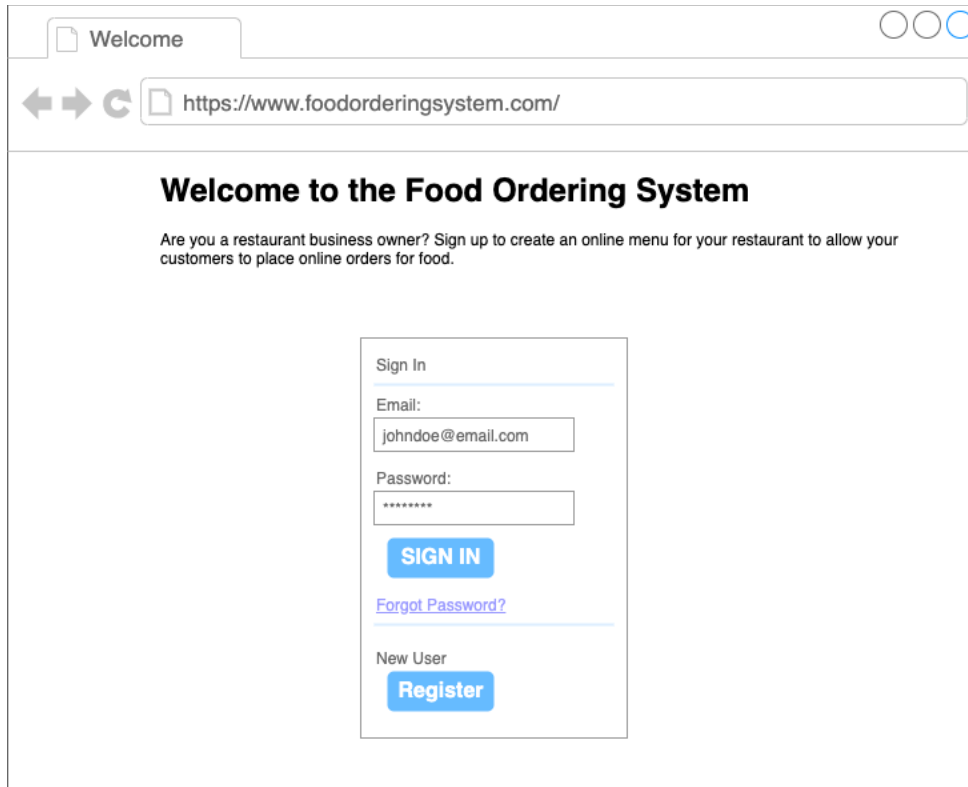 Welcome
https://www.foodorderingsystem.com/
Welcome to the Food Ordering System
Are you a restaurant business owner? Sign up to create an online menu for your restaurant to allow your
customers to place online orders for food.
Sign In
Email:
johndoe@email.com
Password:
********
SIGN IN
Forgot Password?
New User
Register